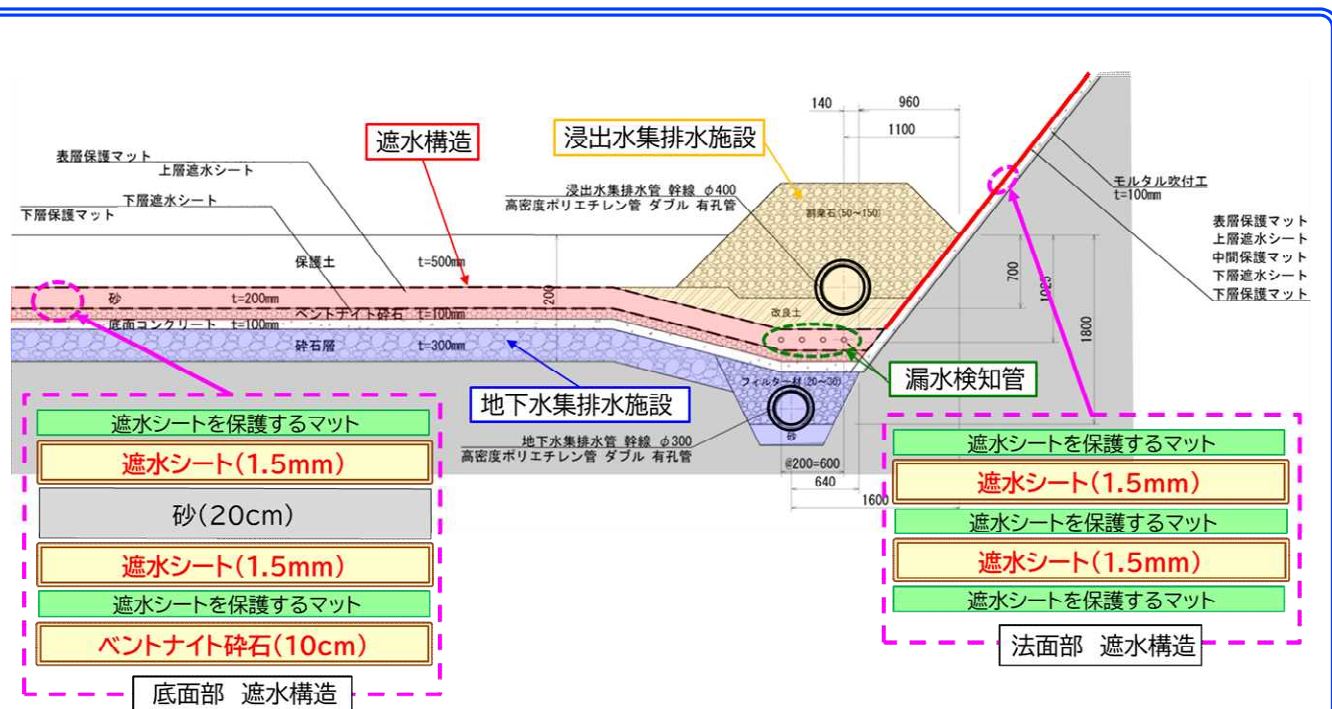 140
960
1100
遮水構造
浸出水集排水施設
表層保護マット
上層遮水シート
下層遮水シート
下層保護マット
浸出水集排水管 幹線 φ400
高密度ポリエチレン管 ダブル 有孔管
割栗石(50～150)
モルタル吹付工
t=100mm
表層保護マット
上層遮水シート
中間保護マット
下層遮水シート
下層保護マット
保護土 t=500mm
砂 t=200mm
ベントナイト砕石 t=100mm
底面コンクリート t=100mm
砕石層 t=300mm
改良土
700
1800
漏水検知管
地下水集排水施設
フィルター材(20～30)
砂
地下水集排水管 幹線 φ300
高密度ポリエチレン管 ダブル 有孔管
@200=600
640
1600
遮水シートを保護するマット
遮水シート(1.5mm)
砂(20cm)
遮水シート(1.5mm)
遮水シートを保護するマット
ベントナイト砕石(10cm)
底面部 遮水構造
遮水シートを保護するマット
遮水シート(1.5mm)
遮水シートを保護するマット
遮水シート(1.5mm)
遮水シートを保護するマット
法面部 遮水構造